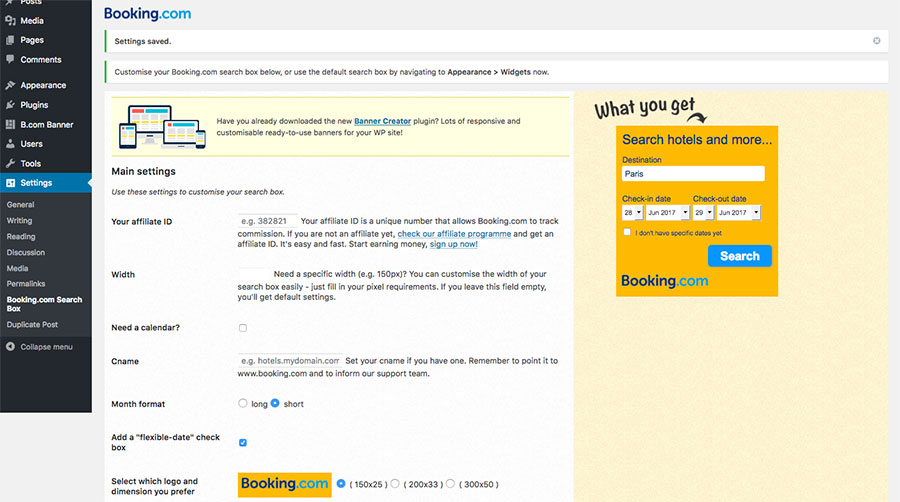 Posts
Media
Pages
Comments
Appearance
Plugins
B.com Banner
Users
Tools
Settings
General
Writing
Reading
Discussion
Media
Permalinks
Booking.com Search
Box
Duplicate Post
Collapse menu
Booking.com
Settings saved.
Customise your Booking.com search box below, or use the default search box by navigating to Appearance > Widgets now.
Have you already downloaded the new Banner Creator plugin? Lots of responsive and
customisable ready-to-use banners for your WP site!
Main settings
Use these settings to customise your search box.
Your affiliate ID
e.g. 382821 Your affiliate ID is a unique number that allows Booking.com to track
commission. If you are not an affiliate yet, check our affiliate programme and get an
affiliate ID. It's easy and fast. Start earning money, sign up now!
Width
Need a specific width (e.g. 150px)? You can customise the width of your
search box easily - just fill in your pixel requirements. If you leave this field empty,
you'll get default settings.
Need a calendar?
Cname
e.g. hotels.mydomain.com Set your cname if you have one. Remember to point it to
www.booking.com and to inform our support team.
Month format
long short
Add a "flexible-date" check
box
Select which logo and
dimension you prefer
Booking.com ( 150x25 ) ( 200x33 ) ( 300x50 )
What you get
Search hotels and more...
Destination
Paris
Check-in date Check-out date
28 Jun 2017 29 Jun 2017
I don't have specific dates yet
Search
Booking.com